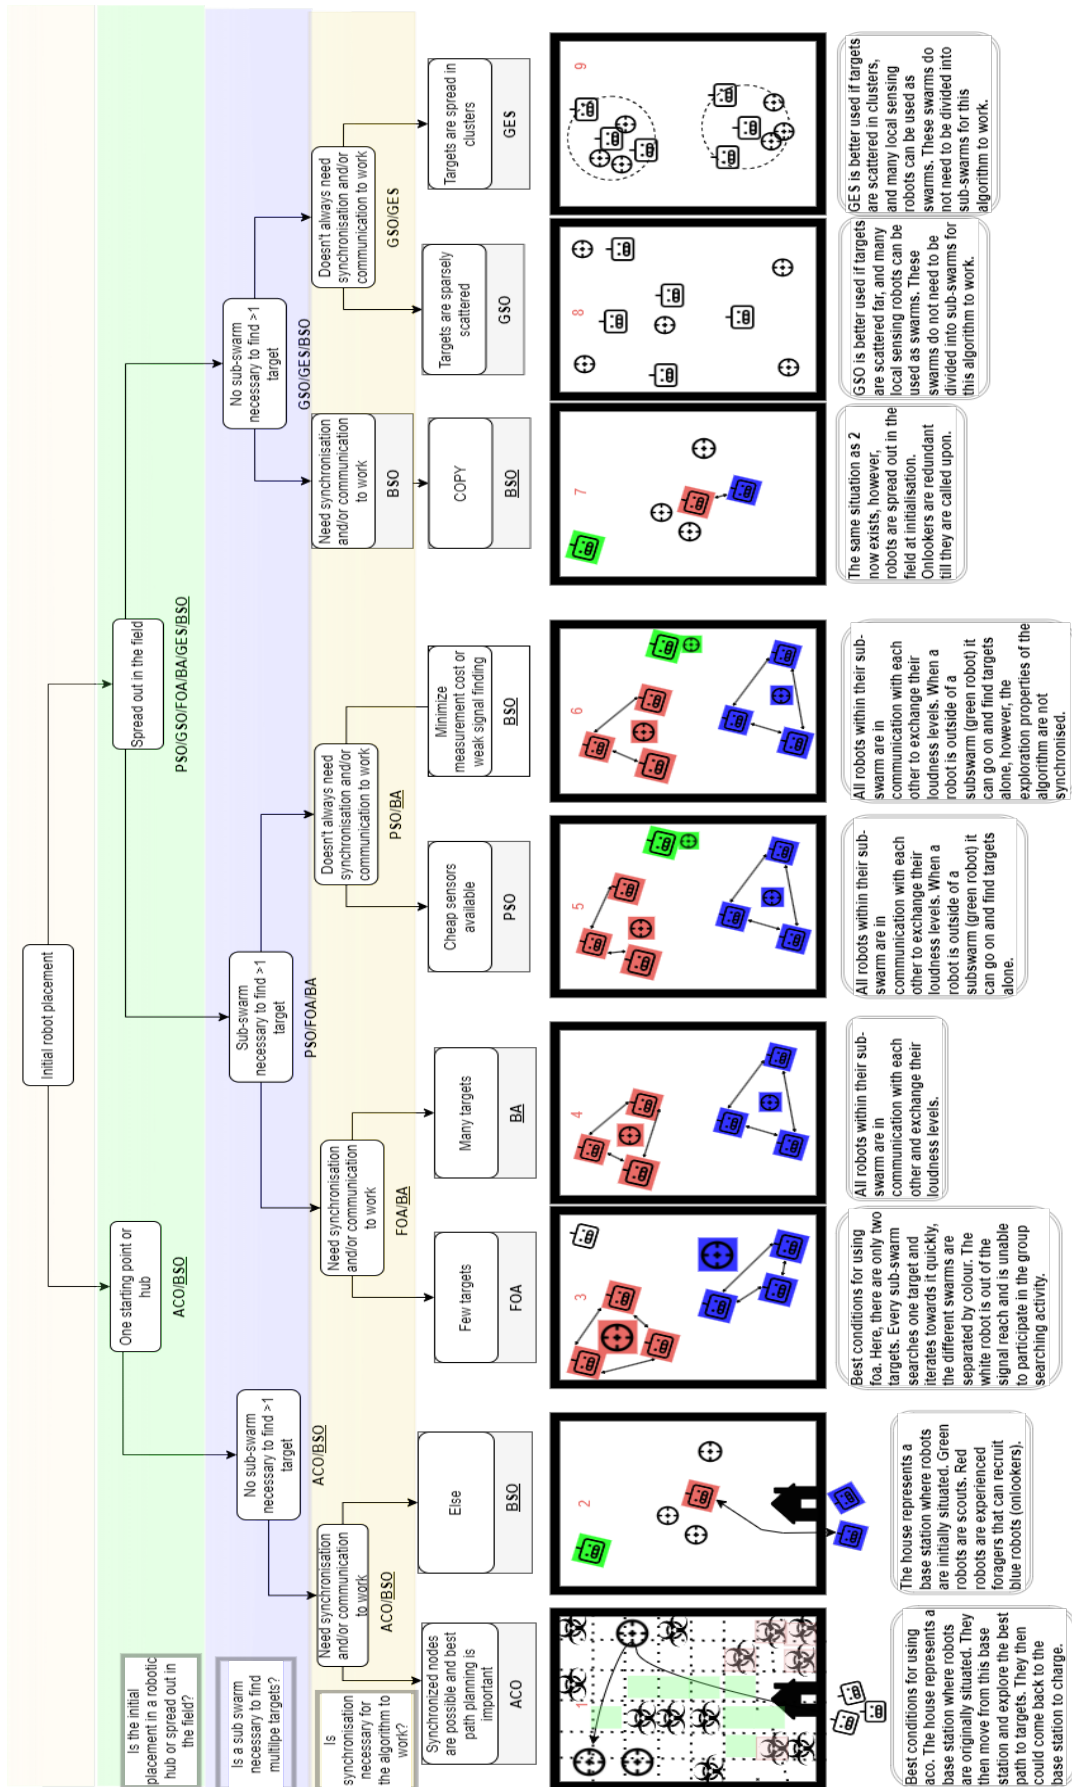 Initial robot placement
Is the initial
placement in a robotic
hub or spread out in
the field?
One starting point or
hub
ACO/BSO
Spread out in the field
PSO/GSO/FOA/BA/GES/BSO
Is a sub swarm
necessary to find
multilpe targets?
No sub-swarm
necessary to find >1
target
ACO/BSO
Sub-swarm
necessary to find >1
target
PSO/FOA/BA
No sub-swarm
necessary to find >1
target
GSO/GES/BSO
Is
synchronisation
necessary for
the algorithm to
work?
Need synchronisation
and/or communication
to work
ACO/BSO
Need synchronisation
and/or communication
to work
FOA/BA
Doesn't always need
synchronisation and/or
communication to work
PSO/BA
Need synchronisation
and/or communication
to work
BSO
Doesn't always need
synchronisation and/or
communication to work
GSO/GES
Synchronized nodes
are possible and best
path planning is
important
ACO
Else
BSO
Few targets
FOA
Many targets
BA
Cheap sensors
available
PSO
Minimize
measurement cost or
weak signal finding
BSO
COPY
BSO
Targets are sparsely
scattered
GSO
Targets are spread in
clusters
GES
1
2
3
4
5
6
7
8
9
Best conditions for using
aco. The house represents a
base station where robots
are originally situated. They
then move from this base
station and explore the best
path to targets. They then
could come back to the
base station to charge.
The house represents a
base station where robots
are initially situated. Green
robots are scouts. Red
robots are experienced
foragers that can recruit
blue robots (onlookers).
Best conditions for using
foa. Here, there are only two
targets. Every sub-swarm
searches one target and
iterates towards it quickly,
the different swarms are
separated by colour. The
white robot is out of the
signal reach and is unable
to participate in the group
searching activity.
All robots within their sub-
swarm are in
communication with each
other and exchange their
loudness levels.
All robots within their sub-
swarm are in
communication with each
other to exchange their
loudness levels. When a
robot is outside of a
subswarm (green robot) it
can go on and find targets
alone.
All robots within their sub-
swarm are in
communication with each
other to exchange their
loudness levels. When a
robot is outside of a
subswarm (green robot) it
can go on and find targets
alone, however, the
exploration properties of the
algorithm are not
synchronised.
The same situation as 2
now exists, however,
robots are spread out in the
field at initialisation.
Onlookers are redundant
till they are called upon.
GSO is better used if targets
are scattered far, and many
local sensing robots can be
used as swarms. These
swarms do not need to be
divided into sub-swarms for
this algorithm to work.
GES is better used if targets
are scattered in clusters,
and many local sensing
robots can be used as
swarms. These swarms do
not need to be divided into
sub-swarms for this
algorithm to work.